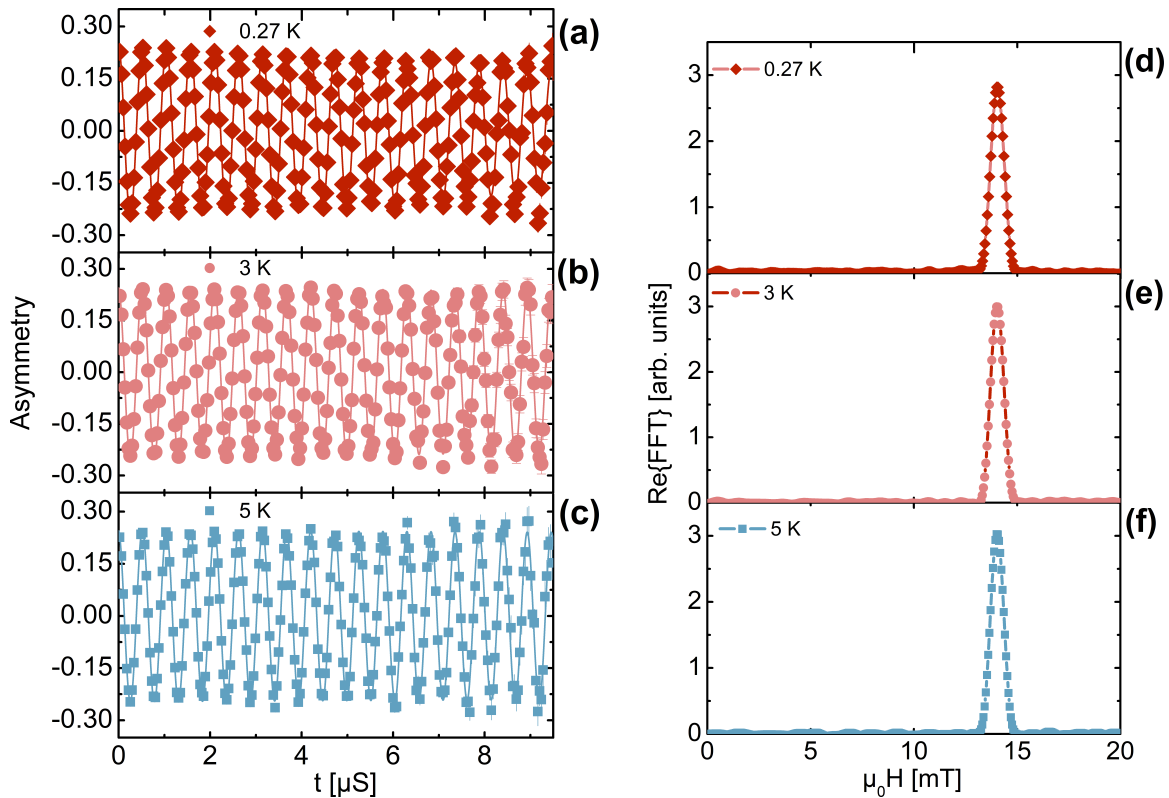 0.30
0.15
0.00
-0.15
-0.30
0.27 K
(a)
0.30
0.15
0.00
-0.15
-0.30
3 K
(b)
0.30
0.15
0.00
-0.15
-0.30
5 K
(c)
Asymmetry
0 2 4 6 8
t [µS]
3
2
1
0
0.27 K
(d)
3
2
1
0
3 K
(e)
3
2
1
0
5 K
(f)
Re{FFT} [arb. units]
0 5 10 15 20
µ₀H [mT]